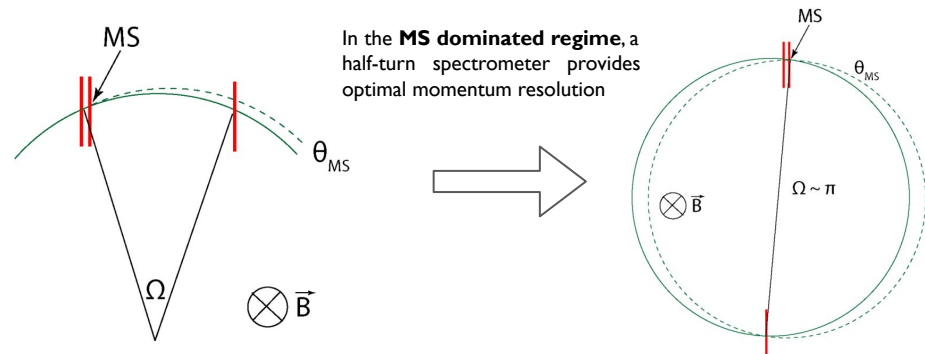 MS
In the MS dominated regime, a
half-turn spectrometer provides
optimal momentum resolution
θMS
Ω
B
MS
θMS
Ω ~ π
B